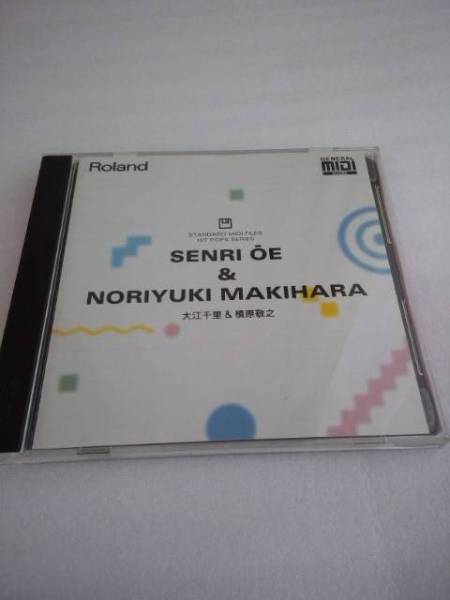 Roland
GENERAL
MIDI
STANDARD MIDI FILES
HIT POPS SERIES
SENRI ŌE
&
NORIYUKI MAKIHARA
大江千里 & 槇原敬之